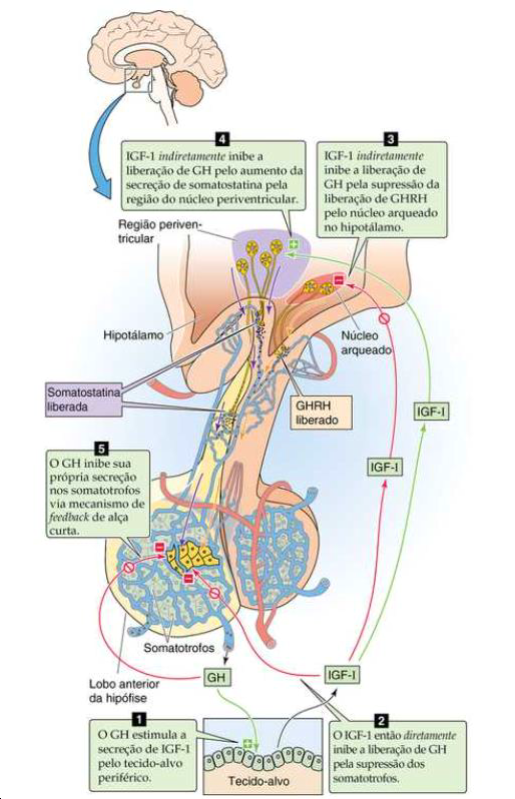 4
IGF-1 indiretamente inibe a
liberação de GH pelo aumento da
secreção de somatostatina pela
região do núcleo periventricular.
3
IGF-1 indiretamente
inibe a liberação de
GH pela supressão da
liberação de GHRH
pelo núcleo arqueado
no hipotálamo.
Região periven-
tricular
Hipotálamo
Núcleo
arqueado
Somatostatina
liberada
GHRH
liberado
IGF-I
IGF-I
5
O GH inibe sua
própria secreção
nos somatotrofos
via mecanismo de
feedback de alça
curta.
Somatotrofos
Lobo anterior
da hipófise
GH
IGF-I
1
O GH estimula a
secreção de IGF-1
pelo tecido-alvo
periférico.
Tecido-alvo
2
O IGF-1 então diretamente
inibe a liberação de GH
pela supressão dos
somatotrofos.